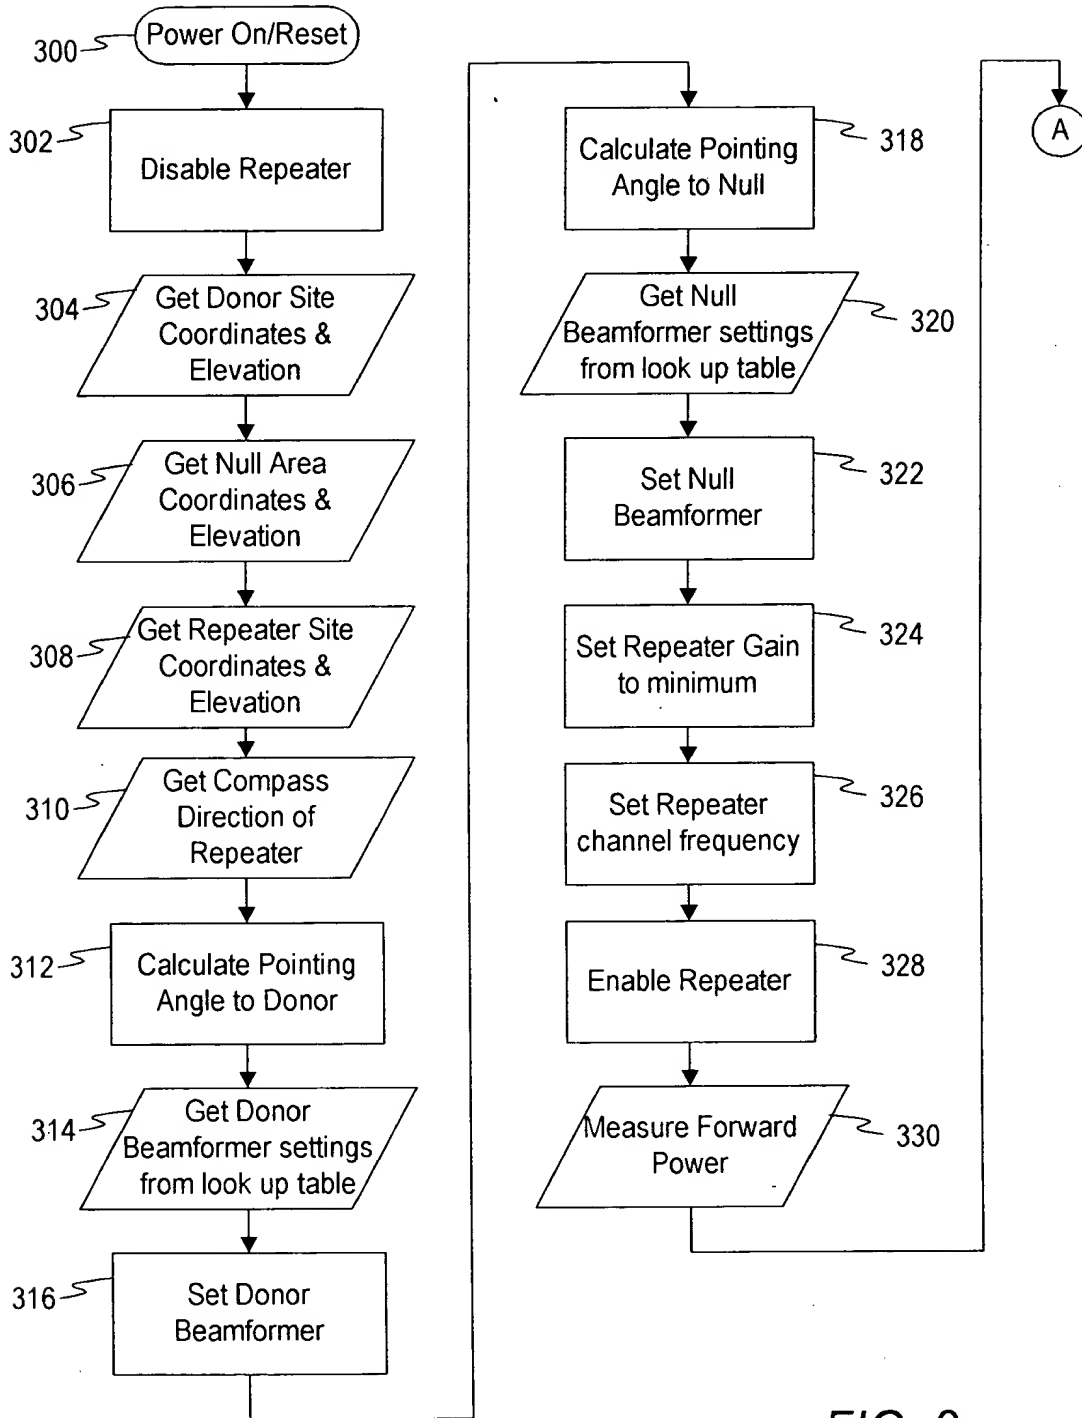 300
Power On/Reset
302
Disable Repeater
304
Get Donor Site
Coordinates &
Elevation
306
Get Null Area
Coordinates &
Elevation
308
Get Repeater Site
Coordinates &
Elevation
310
Get Compass
Direction of
Repeater
312
Calculate Pointing
Angle to Donor
314
Get Donor
Beamformer settings
from look up table
316
Set Donor
Beamformer
Calculate Pointing
Angle to Null
318
Get Null
Beamformer settings
from look up table
320
Set Null
Beamformer
322
Set Repeater Gain
to minimum
324
Set Repeater
channel frequency
326
Enable Repeater
328
Measure Forward
Power
330
A